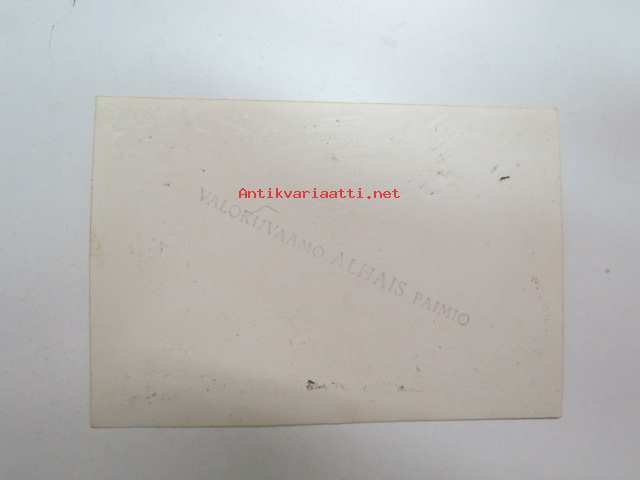 Antikvariaatti.net
VALOKUVAAMO ALHAIS PAIMIO